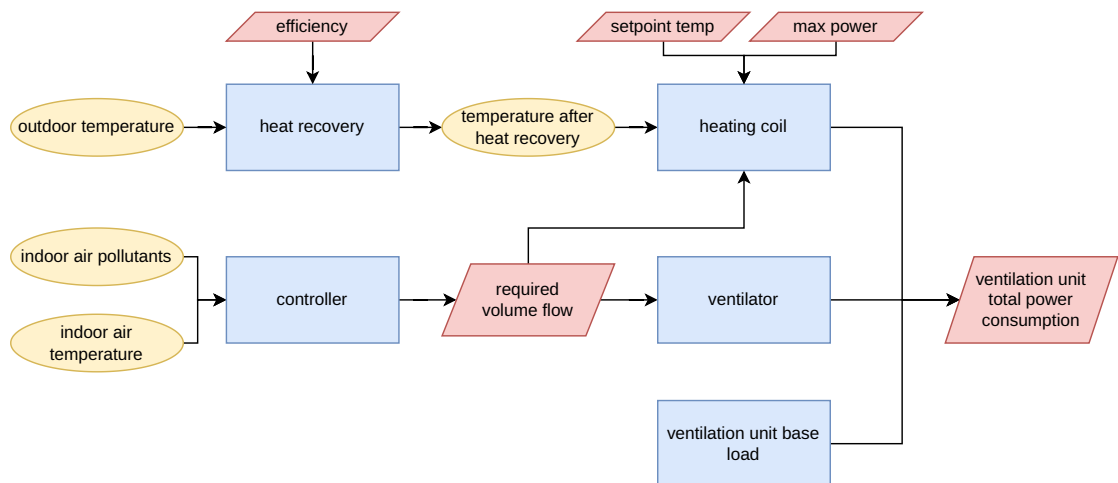 efficiency
setpoint temp
max power
outdoor temperature
heat recovery
temperature after
heat recovery
heating coil
indoor air pollutants
indoor air
temperature
controller
required
volume flow
ventilator
ventilation unit
total power
consumption
ventilation unit base
load